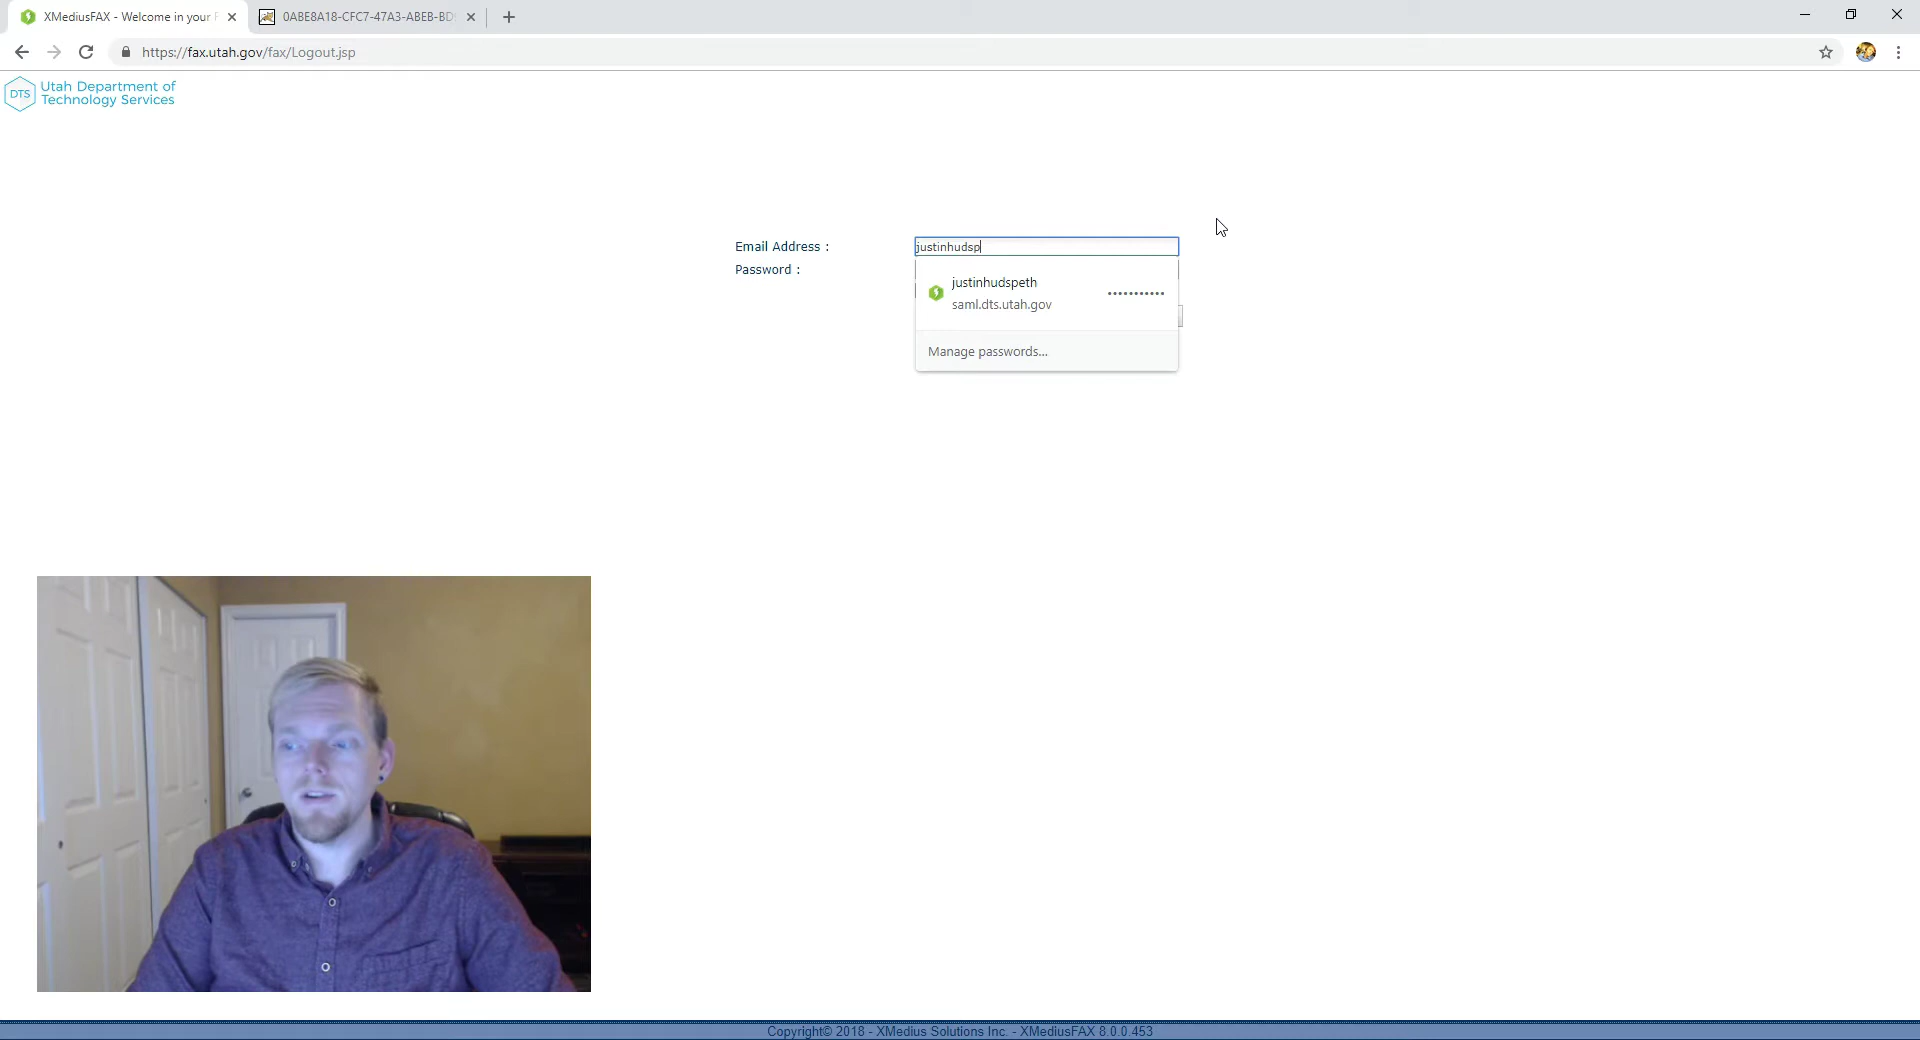 XMediusFAX - Welcome in your F
0ABE8A18-CFC7-47A3-ABEB-BD
https://fax.utah.gov/fax/Logout.jsp
DTS
Utah Department of
Technology Services
Email Address :
justinhudsp
Password :
justinhudspeth
saml.dts.utah.gov
Manage passwords...
Copyright© 2018 - XMedius Solutions Inc. - XMediusFAX 8.0.0.453